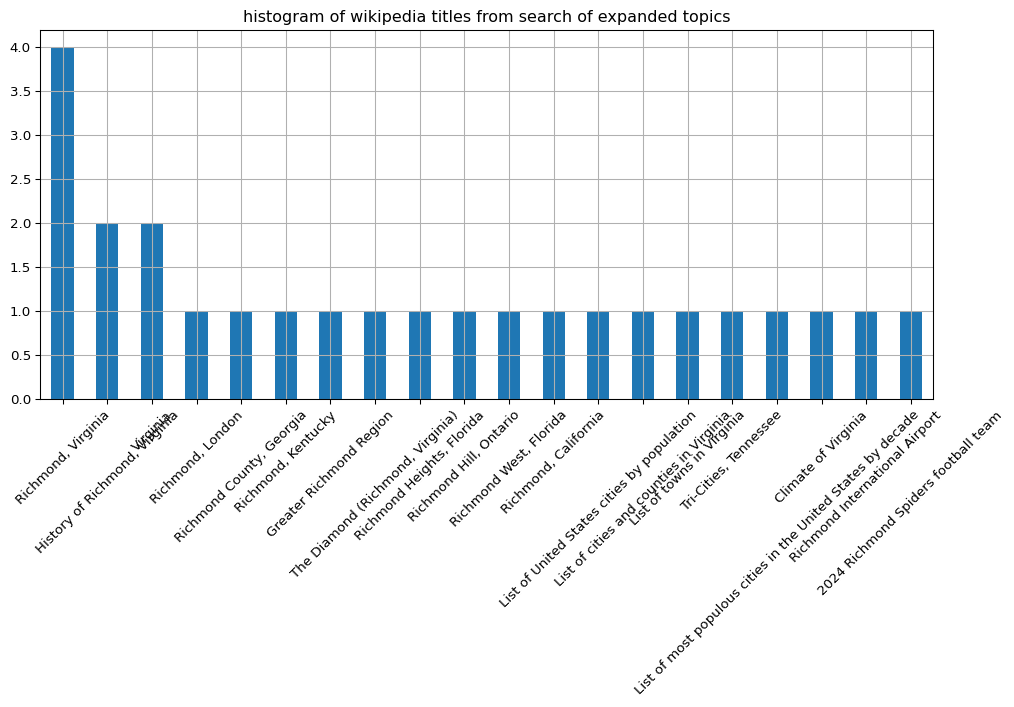 histogram of wikipedia titles from search of expanded topics
4.0
3.5
3.0
2.5
2.0
1.5
1.0
0.5
0.0
Richmond, Virginia
History of Richmond, Virginia
Virginia
Richmond, London
Richmond County, Georgia
Richmond, Kentucky
Greater Richmond Region
The Diamond (Richmond, Virginia)
Richmond Heights, Florida
Richmond Hill, Ontario
Richmond West, Florida
Richmond, California
List of United States cities by population
List of cities and counties in Virginia
List of towns in Virginia
Tri-Cities, Tennessee
List of most populous cities in the United States by decade
Climate of Virginia
Richmond International Airport
2024 Richmond Spiders football team